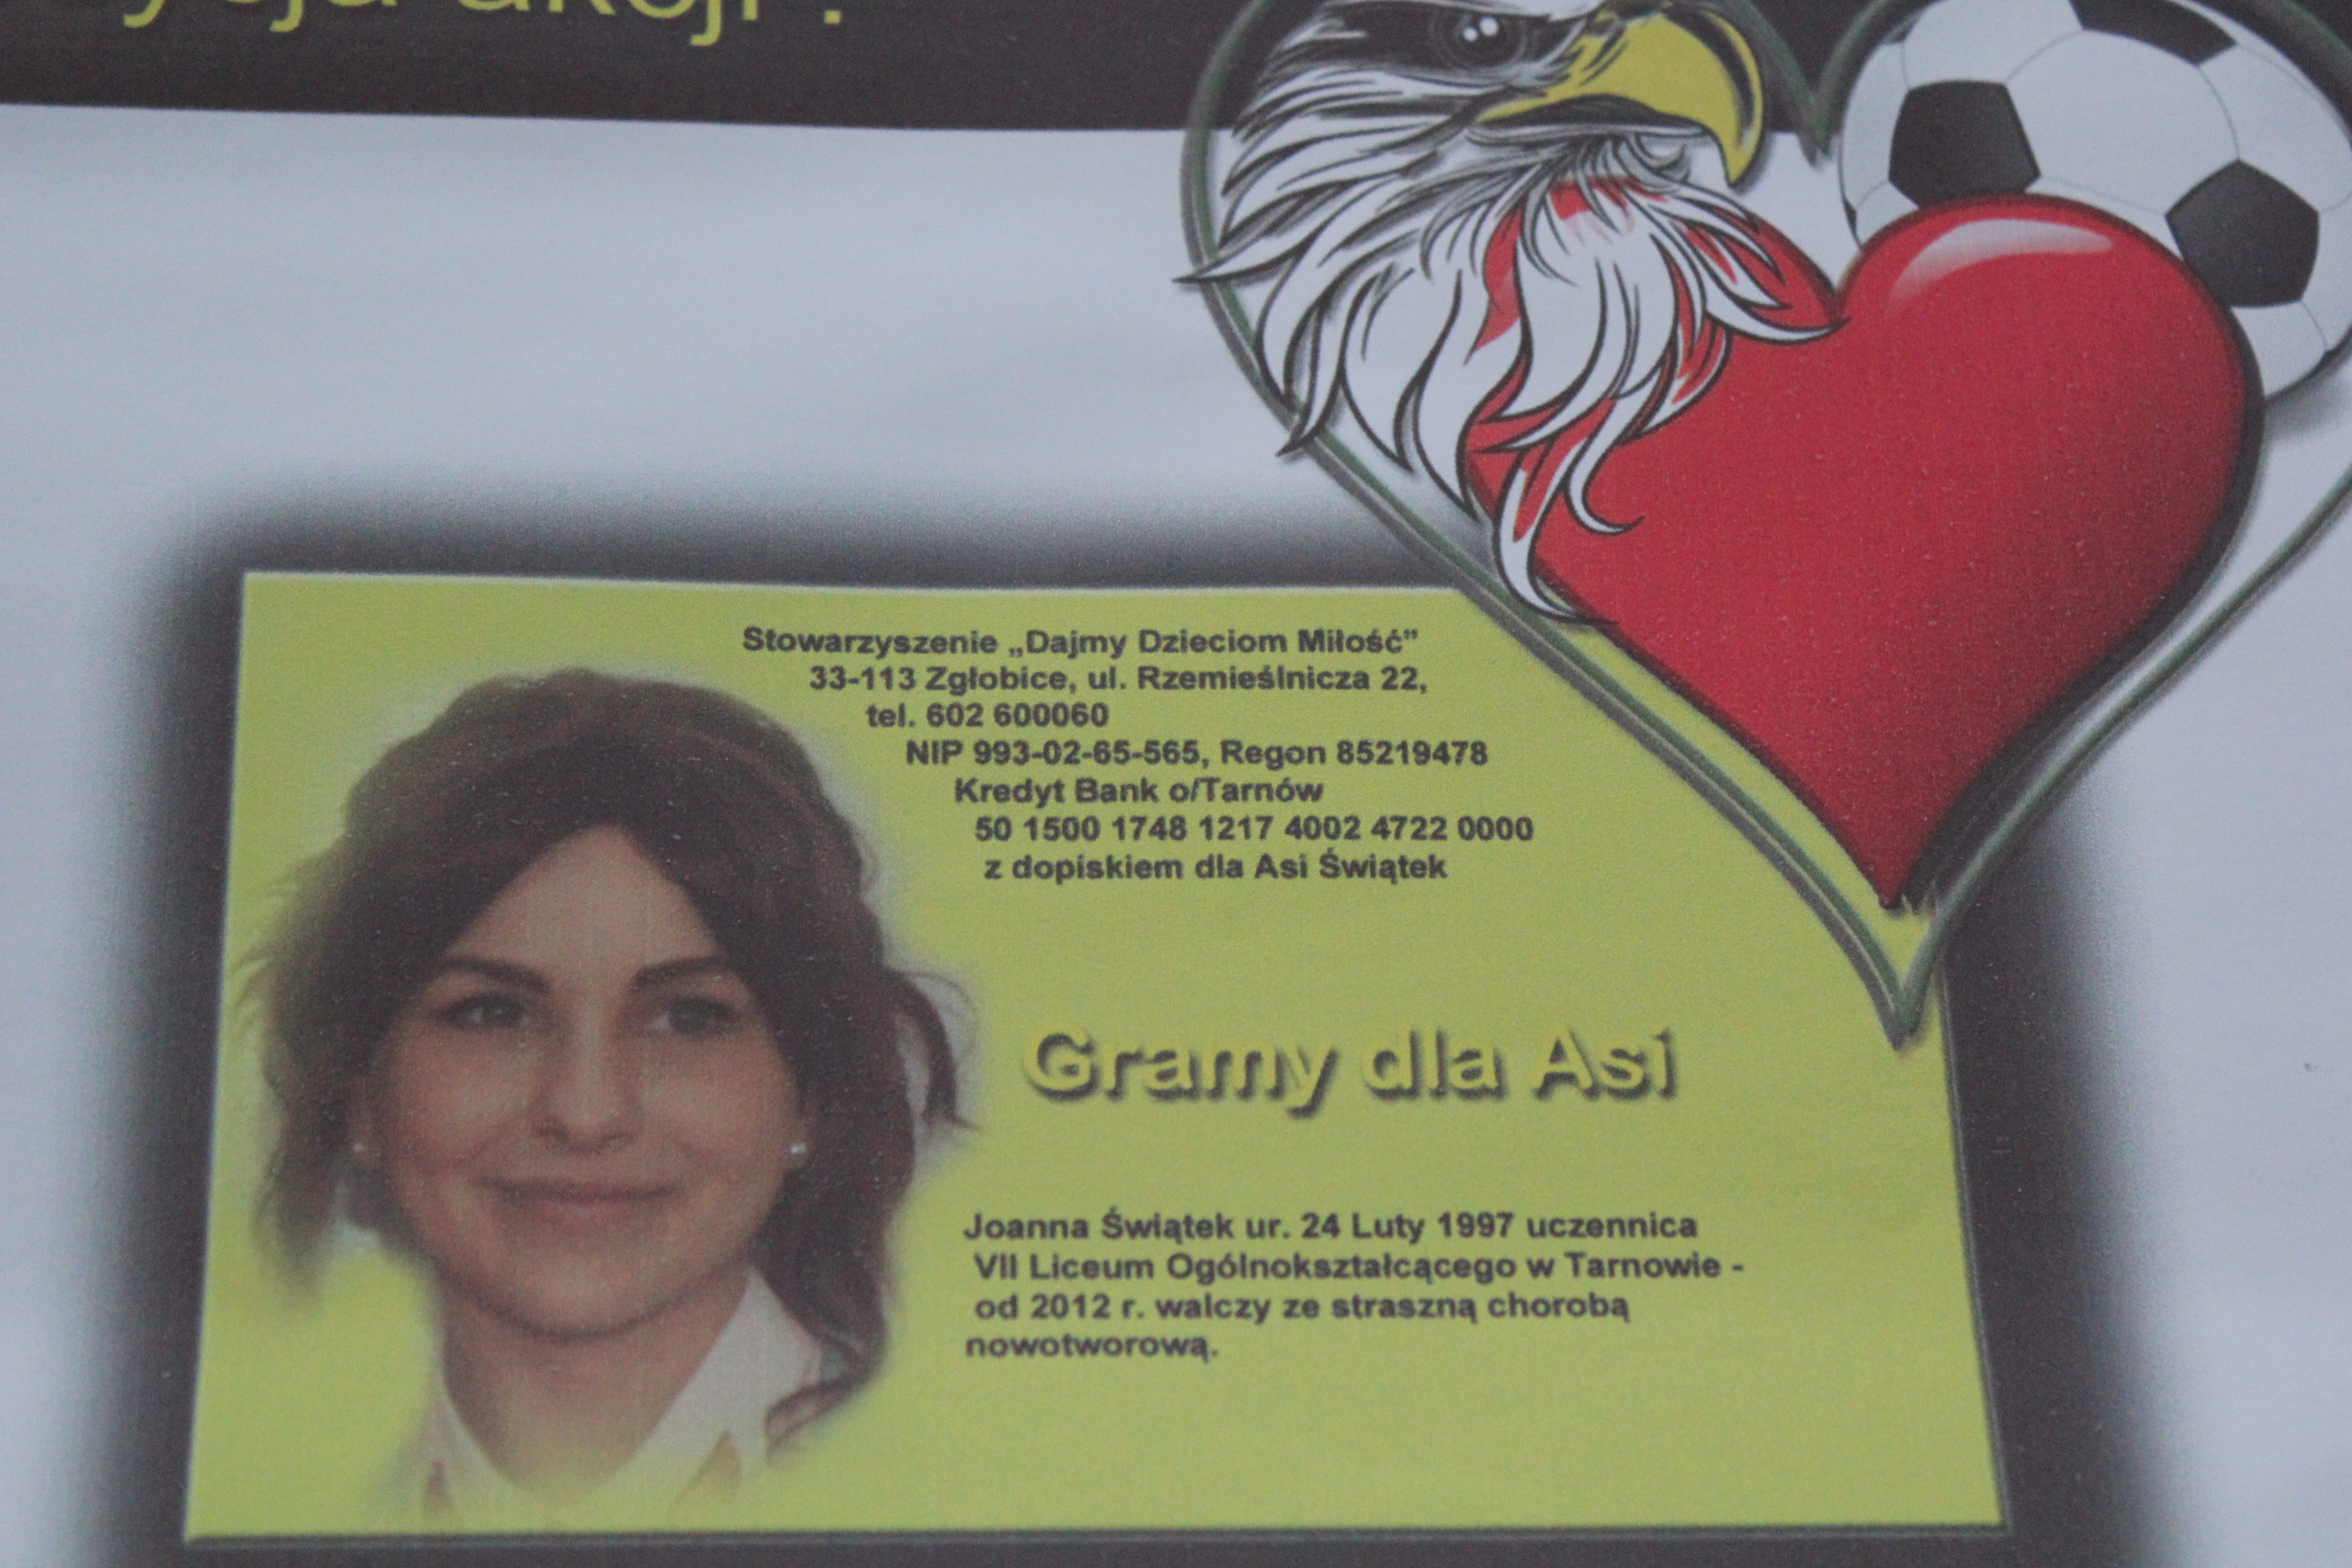 akcji :
Stowarzyszenie „Dajmy Dzieciom Miłość”
33-113 Zgłobice, ul. Rzemieślnicza 22,
tel. 602 600060
NIP 993-02-65-565, Regon 85219478
Kredyt Bank o/Tarnów
50 1500 1748 1217 4002 4722 0000
z dopiskiem dla Asi Świątek
Gramy dla Asi
Joanna Świątek ur. 24 Luty 1997 uczennica
VII Liceum Ogólnokształcącego w Tarnowie -
od 2012 r. walczy ze straszną chorobą
nowotworową.